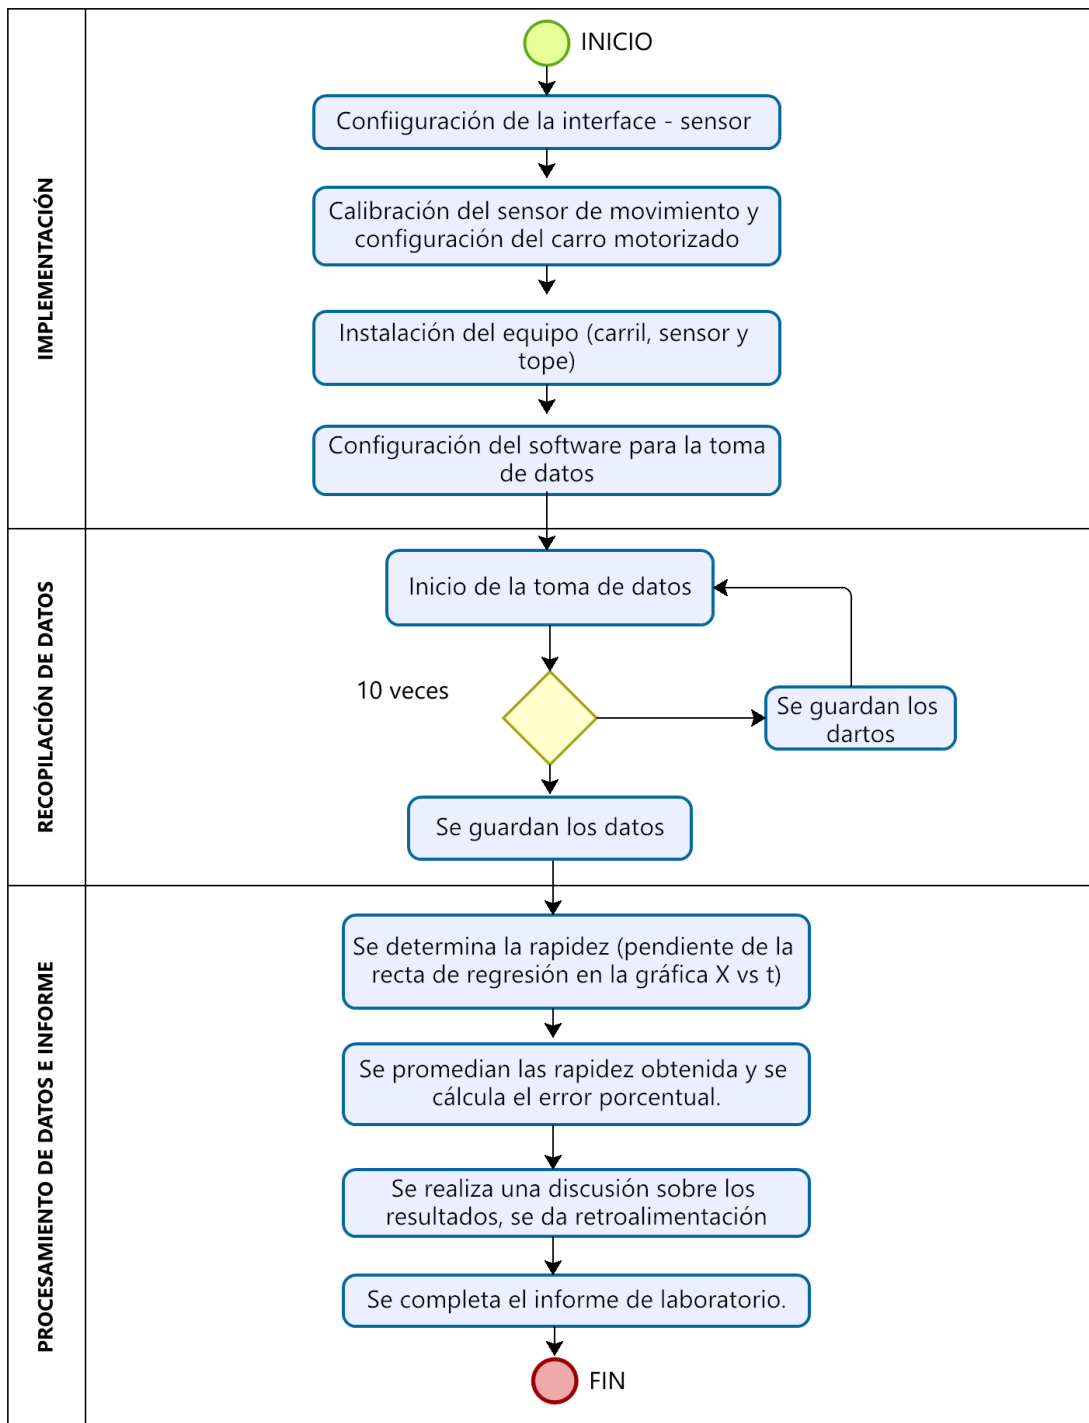 IMPLEMENTACIÓN
INICIO
Confiiguración de la interface - sensor
Calibración del sensor de movimiento y
configuración del carro motorizado
Instalación del equipo (carril, sensor y
tope)
Configuración del software para la toma
de datos
RECOPILACIÓN DE DATOS
Inicio de la toma de datos
10 veces
Se guardan los
dartos
Se guardan los datos
PROCESAMIENTO DE DATOS E INFORME
Se determina la rapidez (pendiente de la
recta de regresión en la gráfica X vs t)
Se promedian las rapidez obtenida y se
cálcula el error porcentual.
Se realiza una discusión sobre los
resultados, se da retroalimentación
Se completa el informe de laboratorio.
FIN